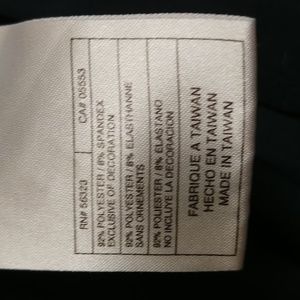 RN# 56323 CA# 05553
92% POLYESTER / 8% SPANDEX
EXCLUSIVE OF DECORATION
92% POLYESTER / 8% ELASTHANNE
SANS ORNEMENTS
92% POLIESTER / 8% ELASTANO
NO INCLUYE LA DECORACION
FABRIQUE A TAIWAN
HECHO EN TAIWAN
MADE IN TAIWAN